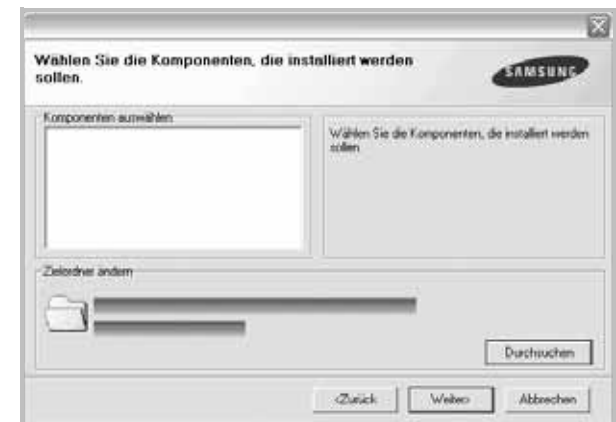 Wählen Sie die Komponenten, die installiert werden
sollen.
SAMSUNG
Komponenten auswählen
Wählen Sie die Komponenten, die installiert werden
sollen
Zielordner ändern
Durchsuchen
<Zurück
Weiter>
Abbrechen